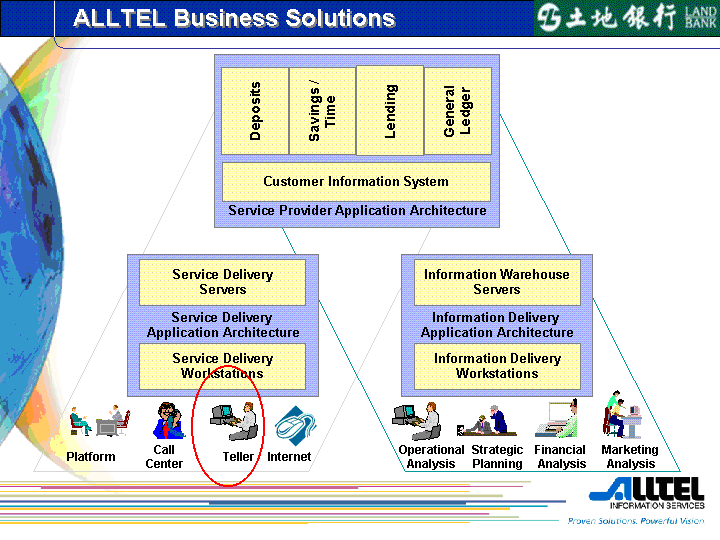 ALLTEL Business Solutions
土地銀行
LAND
BANK
Deposits
Savings /
Time
Lending
General
Ledger
Customer Information System
Service Provider Application Architecture
Service Delivery
Servers
Service Delivery
Application Architecture
Service Delivery
Workstations
Information Warehouse
Servers
Information Delivery
Application Architecture
Information Delivery
Workstations
Platform
Call
Center
Teller
Internet
Operational
Analysis
Strategic
Planning
Financial
Analysis
Marketing
Analysis
ALLTEL
INFORMATION SERVICES
Proven Solutions. Powerful Vision